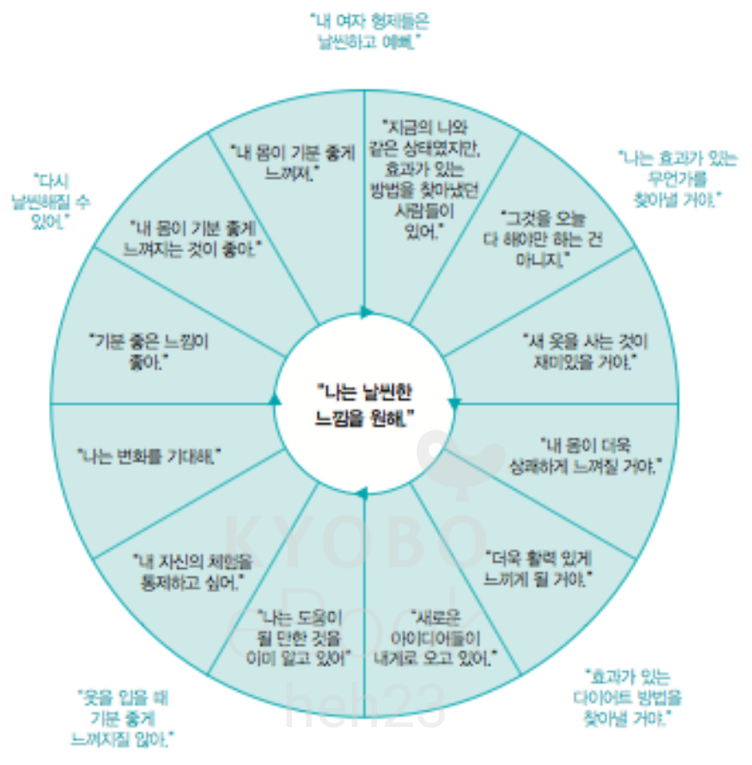 "내 여자 형제들은
날씬하고 예뻐."
"나는 효과가 있는
무언가를
찾아낼 거야."
"효과가 있는
다이어트 방법을
찾아낼 거야."
"옷을 입을 때
기분 좋게
느껴지질 않아."
"다시
날씬해질 수
있어."
"지금의 나와
같은 상태였지만,
효과가 있는
방법을 찾아냈던
사람들이
있어."
"그것을 오늘
다 해야만 하는 건
아니지."
"새 옷을 사는 것이
재미있을 거야."
"내 몸이 더욱
상쾌하게 느껴질 거야."
"더욱 활력 있게
느끼게 될 거야."
"새로운
아이디어들이
내게로 오고 있어."
"나는 도움이
될 만한 것을
이미 알고 있어"
"내 자신의 체험을
통제하고 싶어."
"나는 변화를 기대해."
"기분 좋은 느낌이
좋아."
"내 몸이 기분 좋게
느껴지는 것이 좋아."
"내 몸이 기분 좋게
느껴져."
"나는 날씬한
느낌을 원해."
KYOBO
eBook
heh23